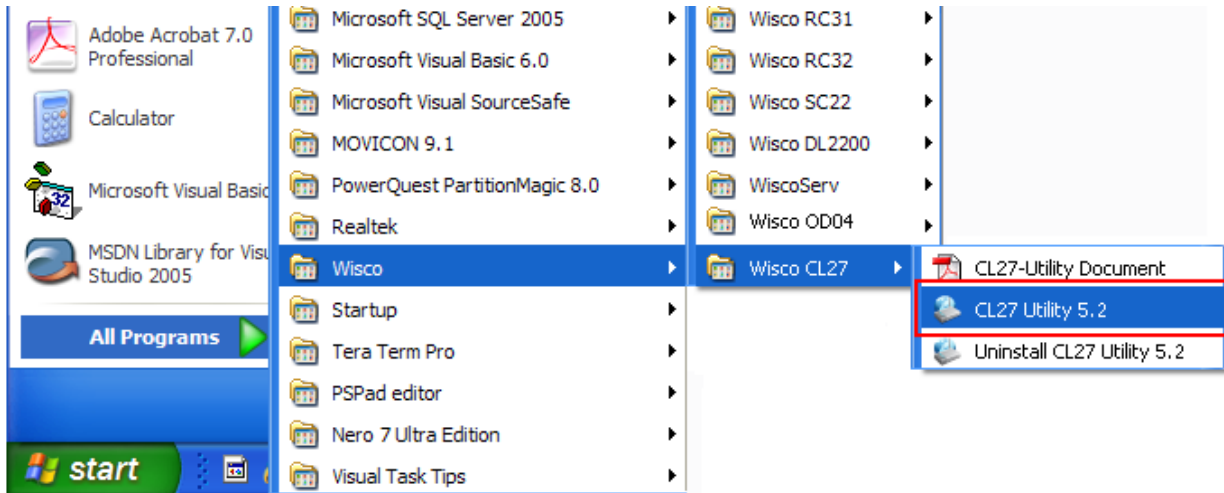 Adobe Acrobat 7.0
Professional
Calculator
Microsoft Visual Basic
MSDN Library for Visu
Studio 2005
All Programs
start
Microsoft SQL Server 2005
Microsoft Visual Basic 6.0
Microsoft Visual SourceSafe
MOVICON 9.1
PowerQuest PartitionMagic 8.0
Realtek
Wisco
Startup
Tera Term Pro
PSPad editor
Nero 7 Ultra Edition
Visual Task Tips
Wisco RC31
Wisco RC32
Wisco SC22
Wisco DL2200
WiscoServ
Wisco OD04
Wisco CL27
CL27-Utility Document
CL27 Utility 5.2
Uninstall CL27 Utility 5.2